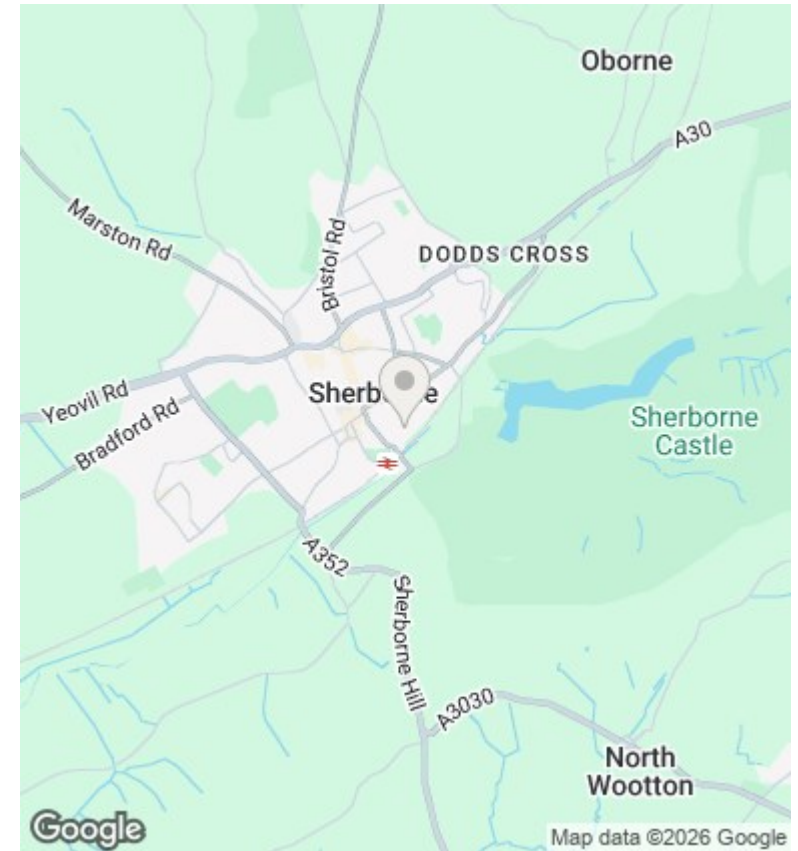 Oborne
A30
Marston Rd
Bristol Rd
DODDS CROSS
Sherborne
Yeovil Rd
Bradford Rd
Sherborne
Castle
A352
Sherborne Hill
A3030
North
Wootton
Google
Map data ©2026 Google